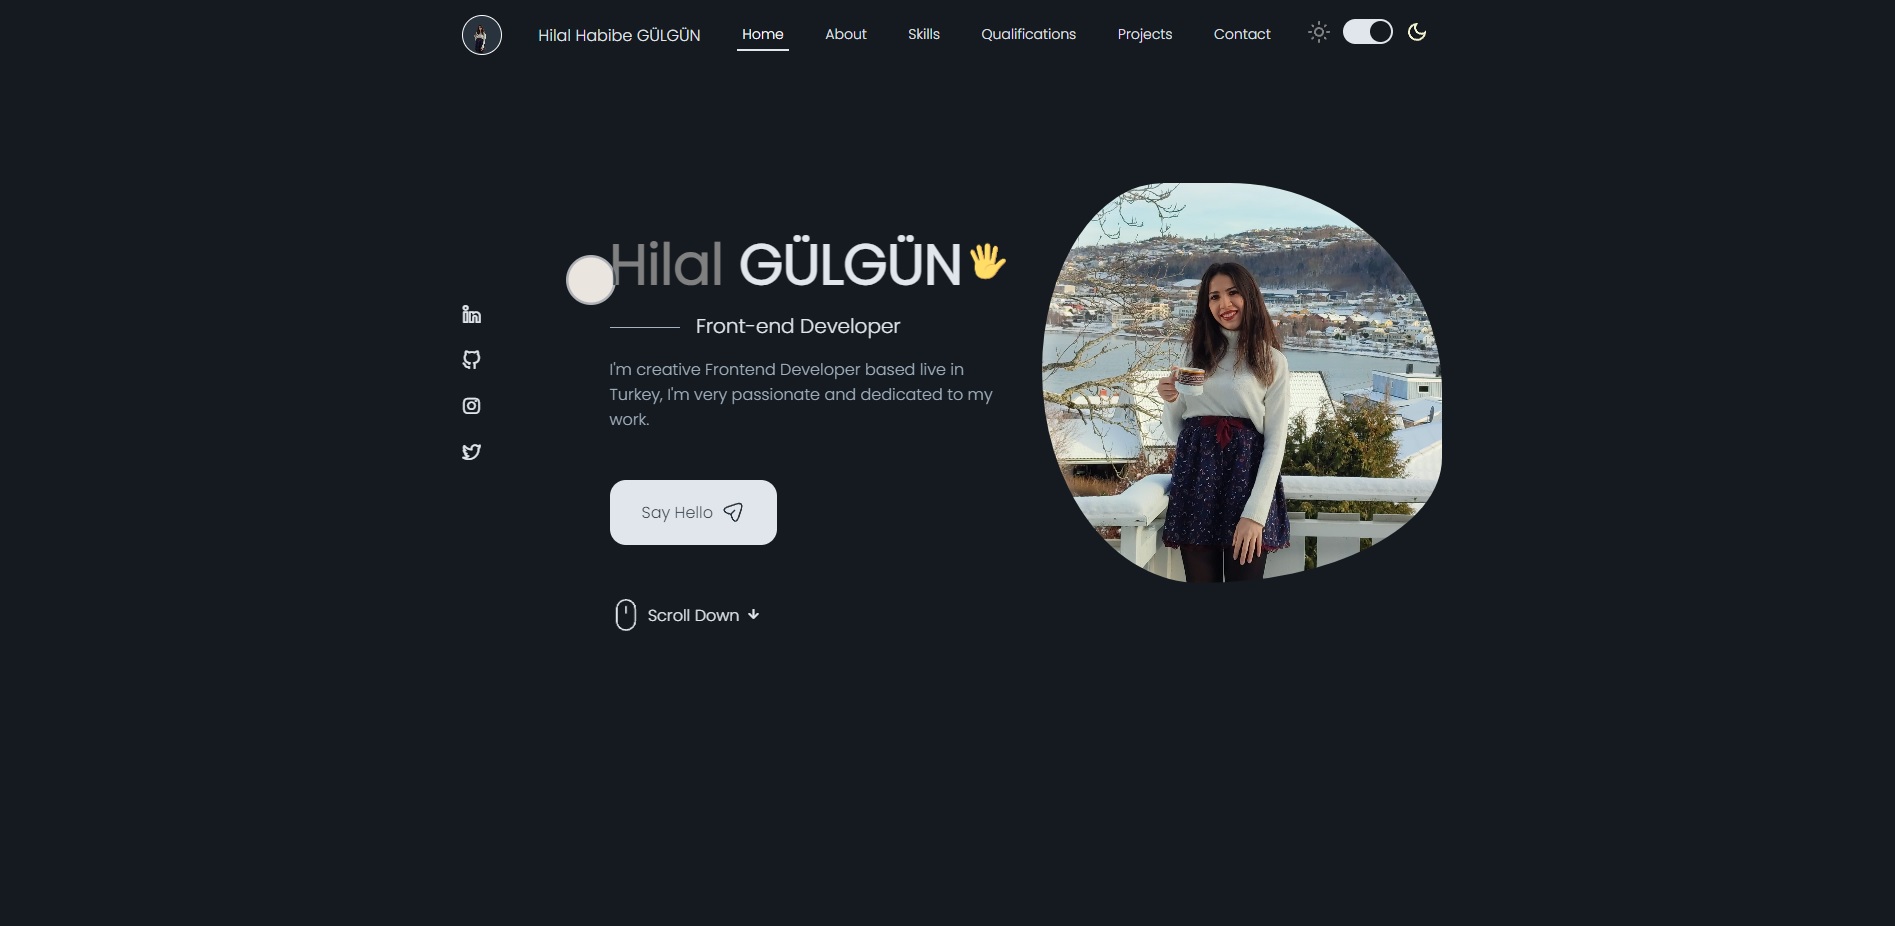 Hilal Habibe GÜLGÜN
Home
About
Skills
Qualifications
Projects
Contact
Hilal GÜLGÜN🖐
Front-end Developer
I'm creative Frontend Developer based live in
Turkey, I'm very passionate and dedicated to my
work.
Say Hello
Scroll Down